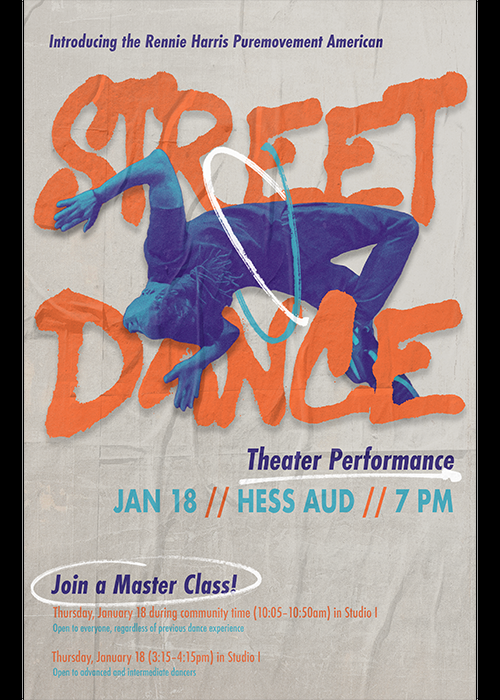 Introducing the Rennie Harris Puremovement American
STREET
DANCE
Theater Performance
JAN 18 // HESS AUD // 7 PM
Join a Master Class!
Thursday, January 18 during community time (10:05-10:50am) in Studio I
Open to everyone, regardless of previous dance experience
Thursday, January 18 (3:15-4:15pm) in Studio I
Open to advanced and intermediate dancers